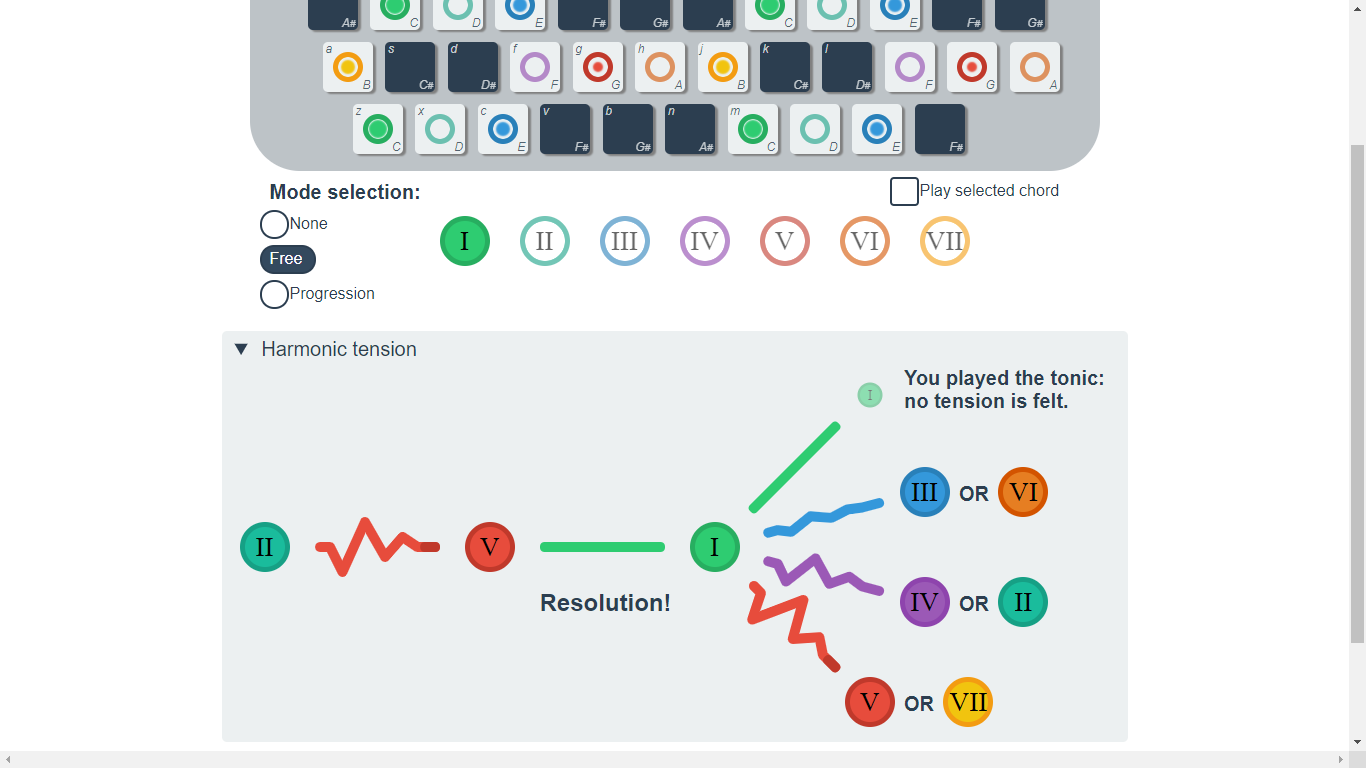 A# C D E F# G# A# C D E F# G#
a B s C# d D# f F g G h A j B k C# l D# F G A
z C x D c E v F# b G# n A# m C D E F#
Mode selection:
Play selected chord
None
I II III IV V VI VII
Free
Progression
▼ Harmonic tension
I
You played the tonic:
no tension is felt.
III OR VI
II V I
IV OR II
Resolution!
V OR VII